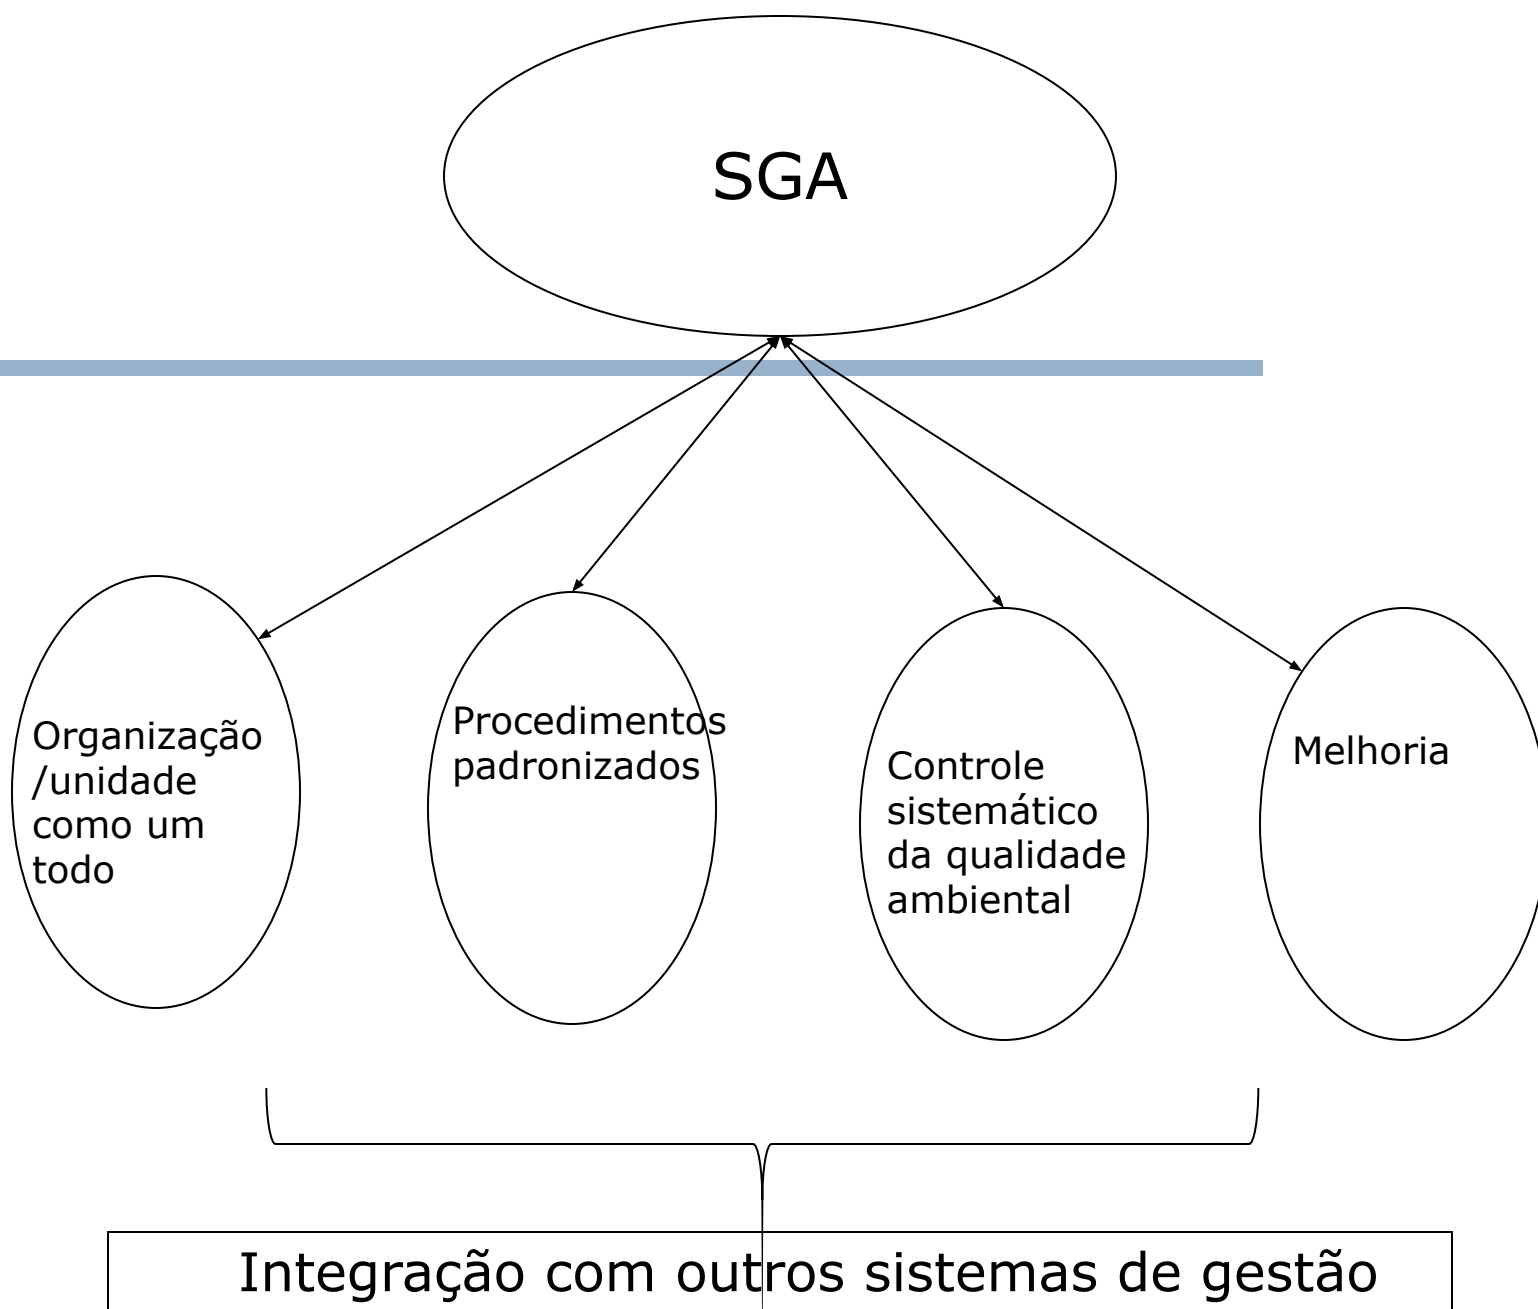 SGA
Organização
/unidade
como um
todo
Procedimentos
padronizados
Controle
sistemático
da qualidade
ambiental
Melhoria
Integração com outros sistemas de gestão